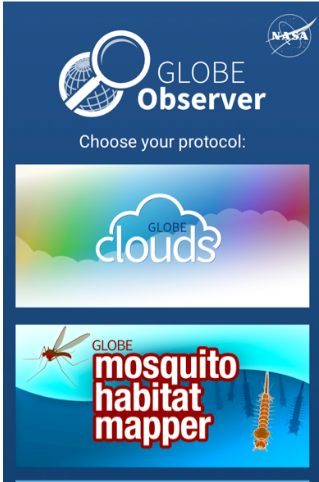 NASA
GLOBE
Observer
Choose your protocol:
GLOBE
clouds
GLOBE
mosquito
habitat
mapper